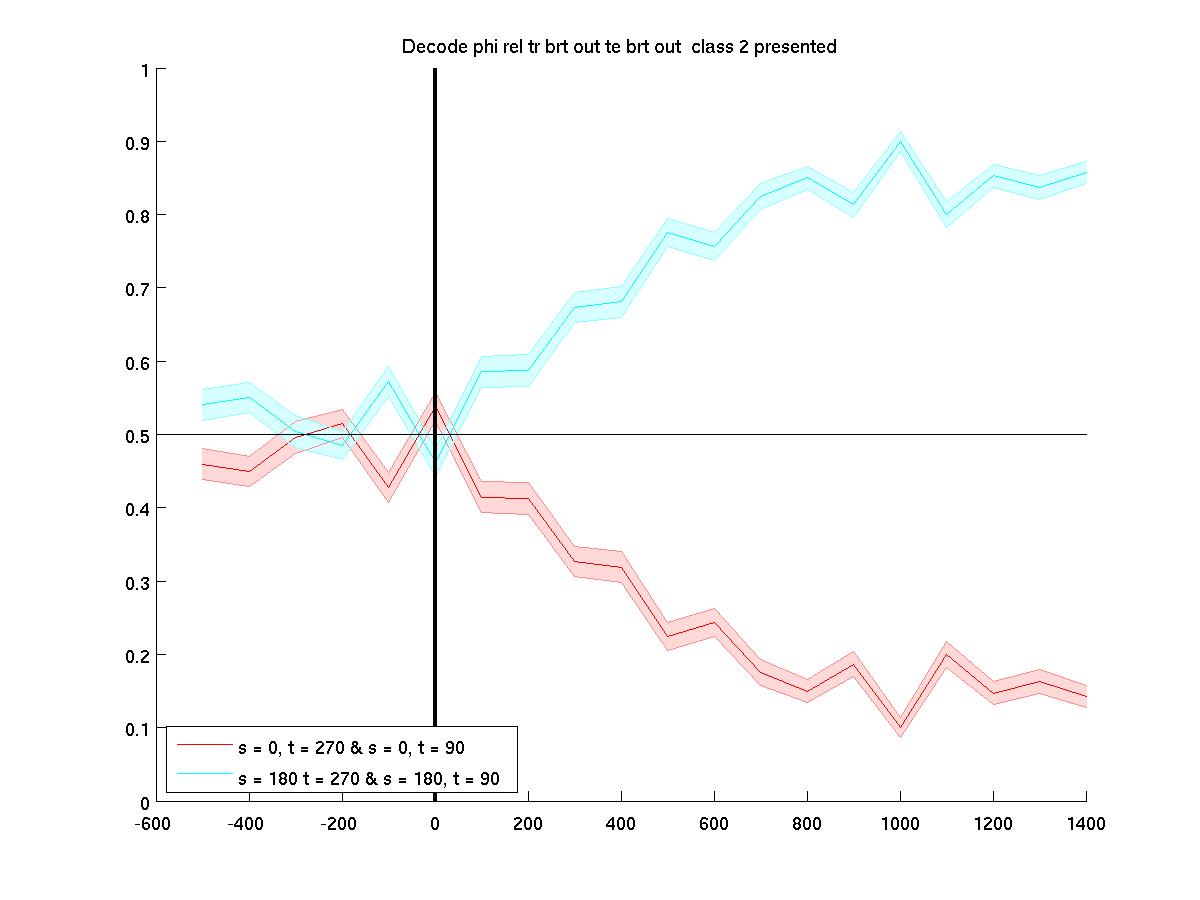 Decode phi rel tr brt out te brt out  class 2 presented
1
0.9
0.8
0.7
0.6
0.5
0.4
0.3
0.2
0.1
0
s = 0, t = 270 & s = 0, t = 90
s = 180 t = 270 & s = 180, t = 90
-600 -400 -200 0 200 400 600 800 1000 1200 1400